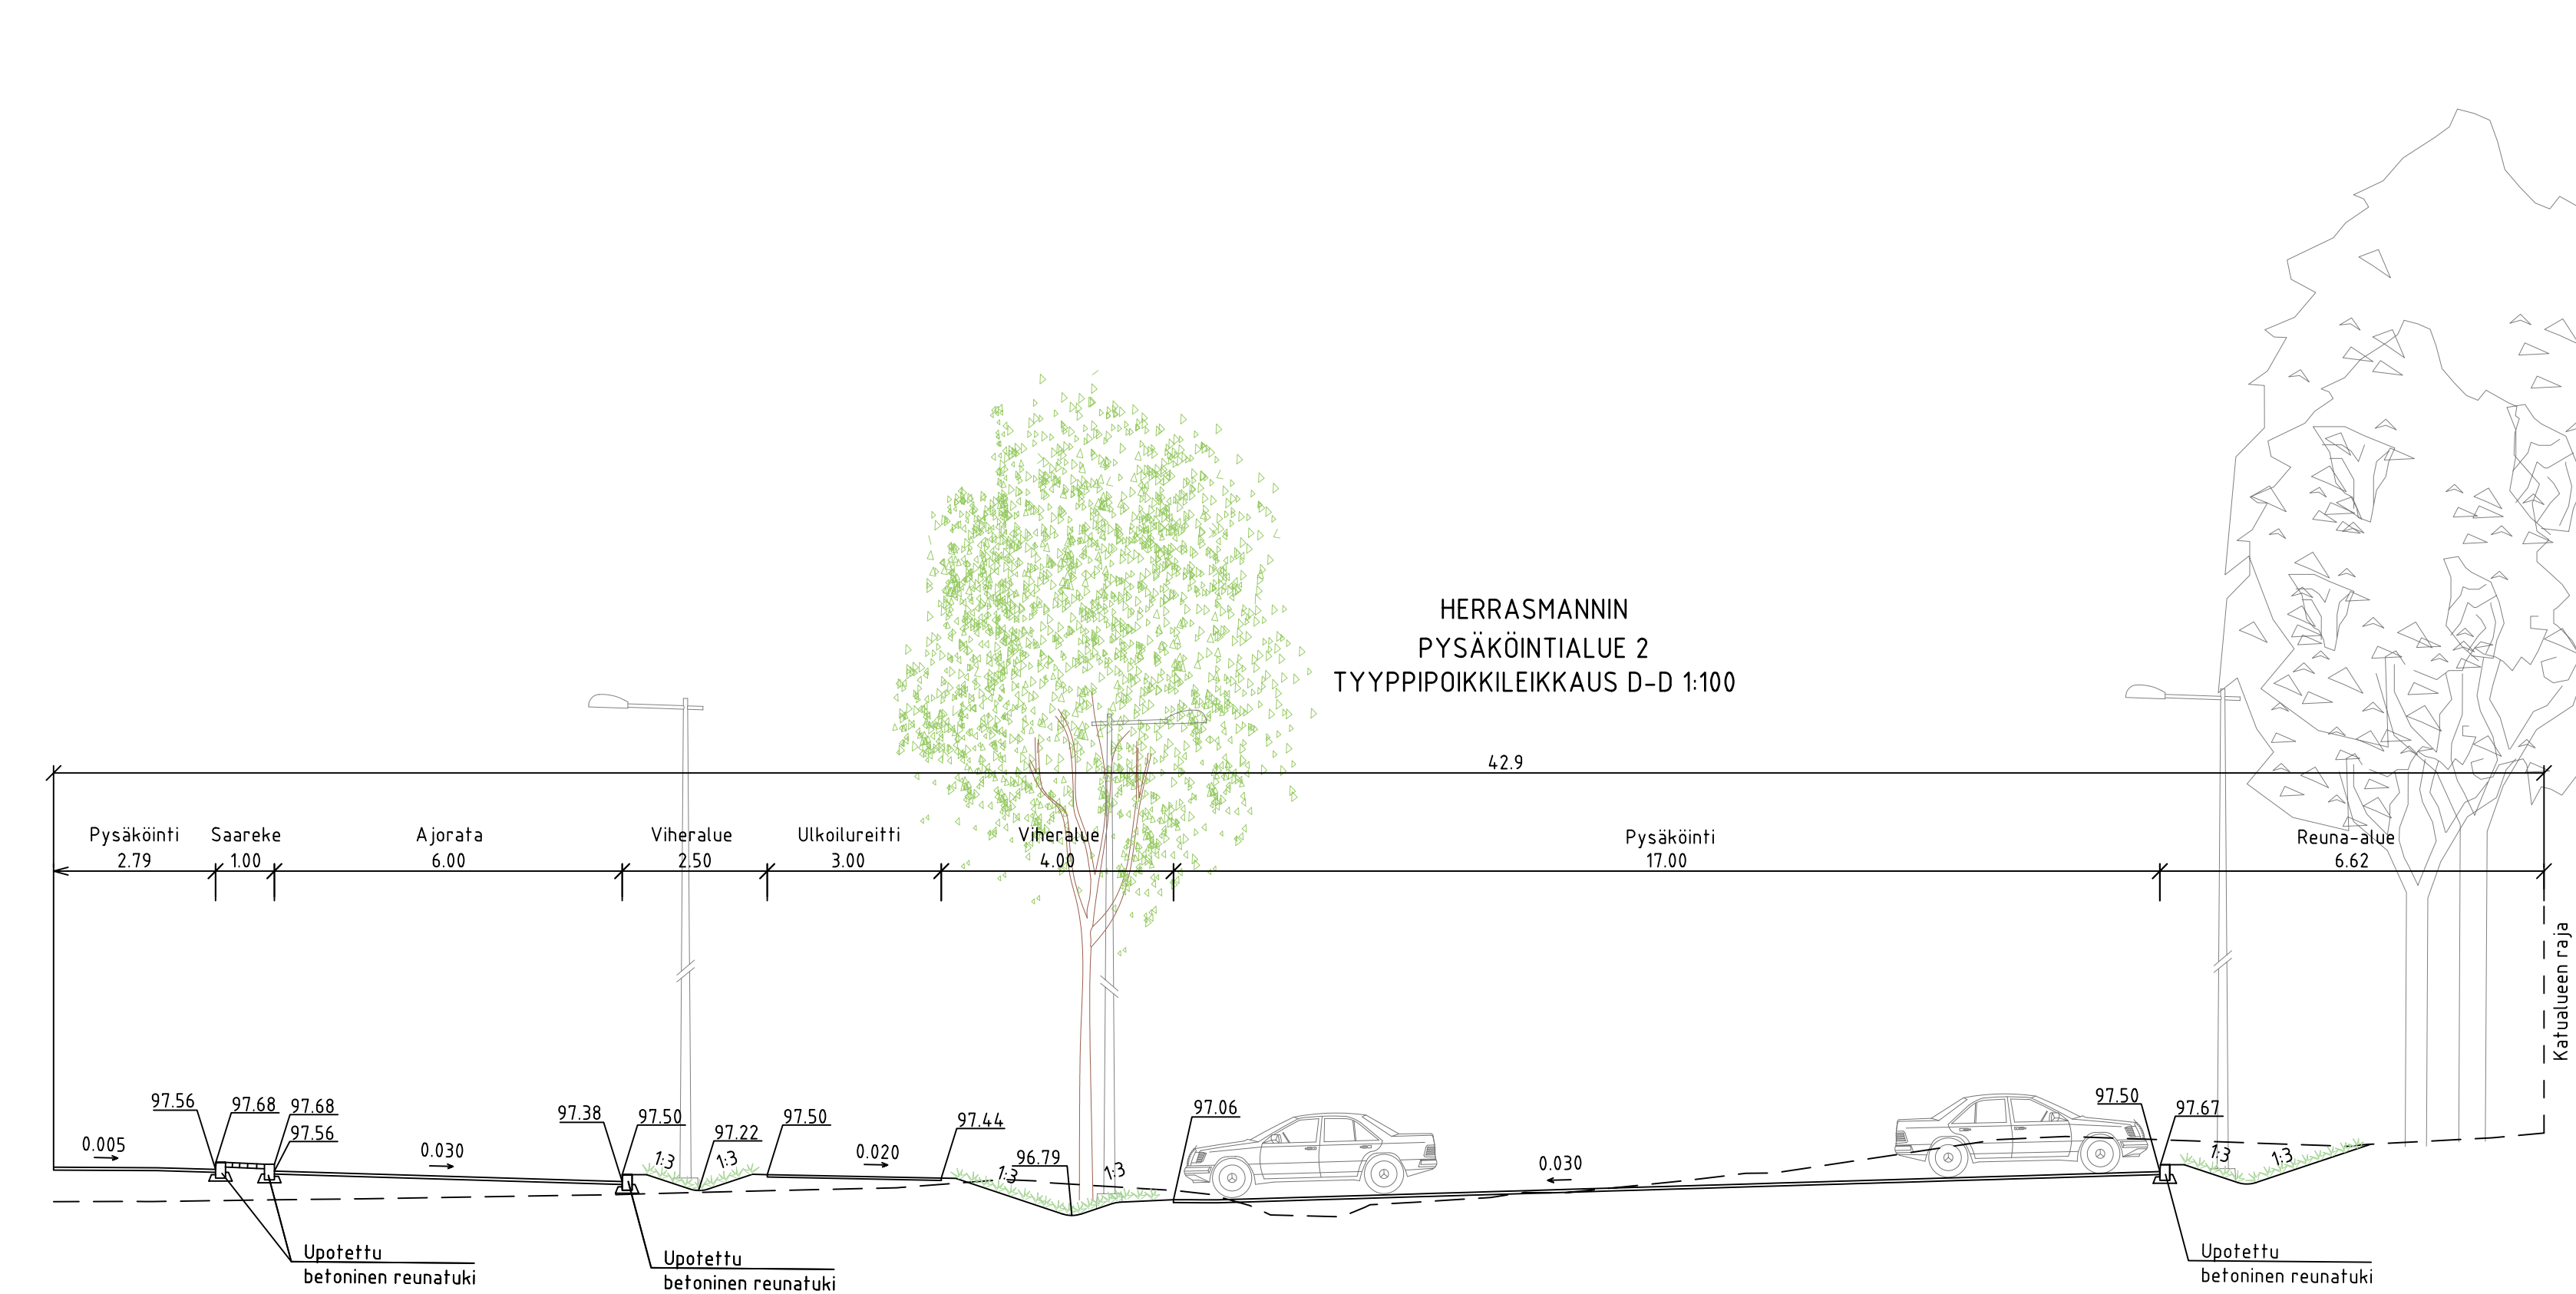 HERRASMANNIN
PYSÄKÖINTIALUE 2
TYYPPIPOIKKILEIKKAUS D-D 1:100
42.9
Pysäköinti
2.79
Saareke
1.00
Ajorata
6.00
Viheralue
2.50
Ulkoilureitti
3.00
Viheralue
4.00
Pysäköinti
17.00
Reuna-alue
6.62
Katualueen raja
0.005
97.56
97.68
97.68
97.56
0.030
97.38
97.50
1:3
97.22
1:3
97.50
0.020
97.44
1:3
96.79
1:3
97.06
0.030
97.50
97.67
1:3
1:3
Upotettu
betoninen reunatuki
Upotettu
betoninen reunatuki
Upotettu
betoninen reunatuki